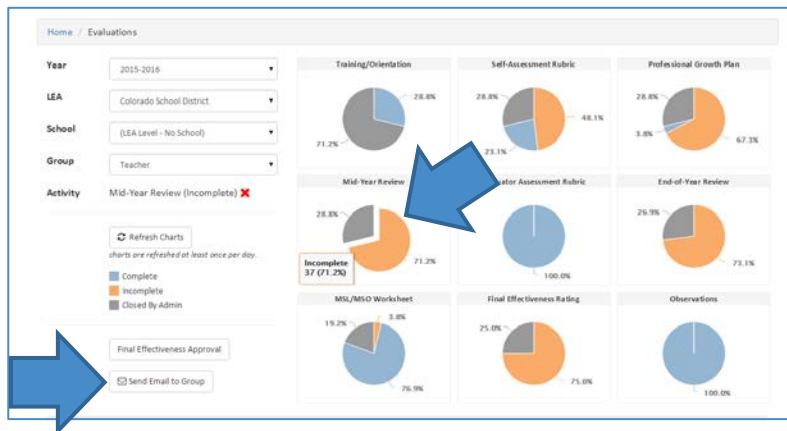 Home / Evaluations
Year
2015-2016
LEA
Colorado School District
School
(LEA Level - No School)
Group
Teacher
Activity
Mid-Year Review (Incomplete)
Refresh Charts
charts are refreshed at least once per day.
Complete
Incomplete
Closed By Admin
Final Effectiveness Approval
Send Email to Group
Training/Orientation
28.8%
71.2%
Self-Assessment Rubric
28.8%
48.1%
23.1%
Professional Growth Plan
28.8%
3.8%
67.3%
Mid-Year Review
28.8%
71.2%
Incomplete
37 (71.2%)
uator Assessment Rubric
100.0%
End-of-Year Review
26.9%
73.1%
MSL/MSO Worksheet
19.2%
3.8%
76.9%
Final Effectiveness Rating
25.0%
75.0%
Observations
100.0%